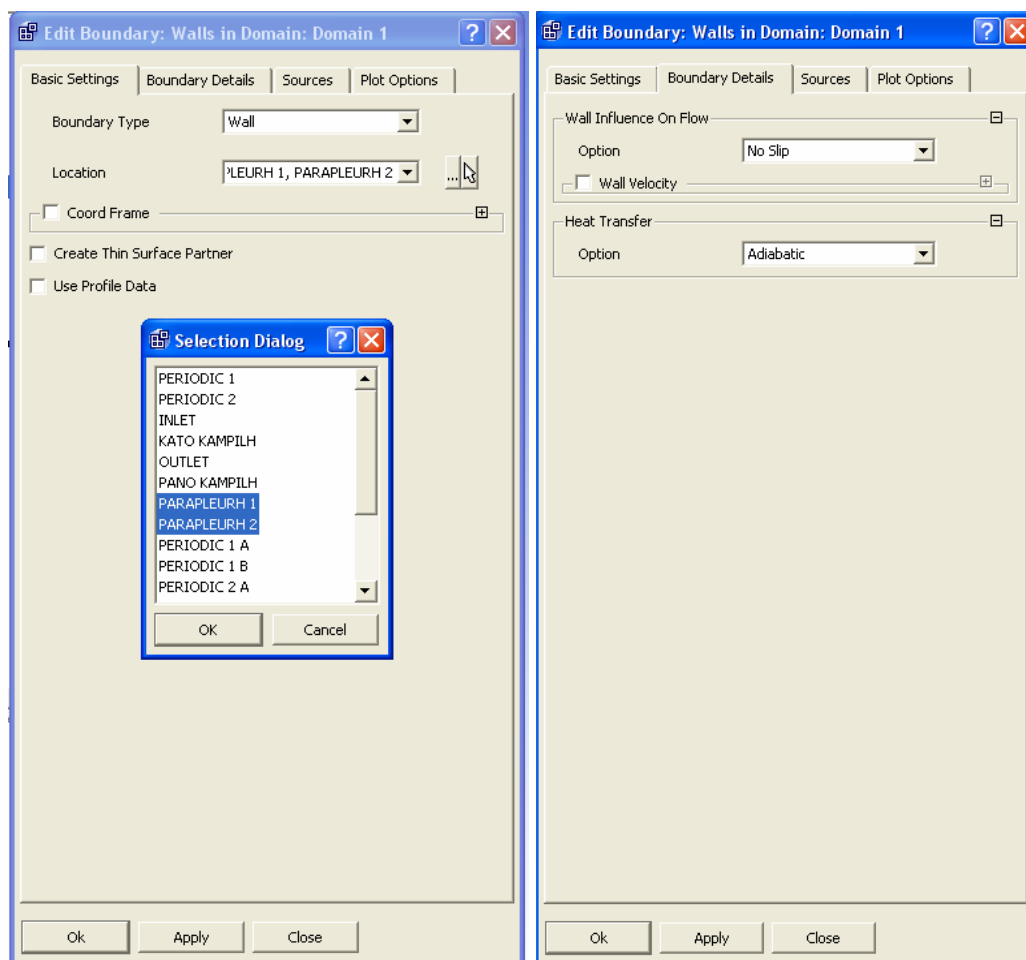 Edit Boundary: Walls in Domain: Domain 1
Basic Settings Boundary Details Sources Plot Options
Boundary Type Wall
Location PLEURH 1, PARAPLEURH 2 ...
Coord Frame
Create Thin Surface Partner
Use Profile Data
Selection Dialog
PERIODIC 1
PERIODIC 2
INLET
KATO KAMPILH
OUTLET
PANO KAMPILH
PARAPLEURH 1
PARAPLEURH 2
PERIODIC 1 A
PERIODIC 1 B
PERIODIC 2 A
OK Cancel
Ok Apply Close
Edit Boundary: Walls in Domain: Domain 1
Basic Settings Boundary Details Sources Plot Options
Wall Influence On Flow
Option No Slip
Wall Velocity
Heat Transfer
Option Adiabatic
Ok Apply Close